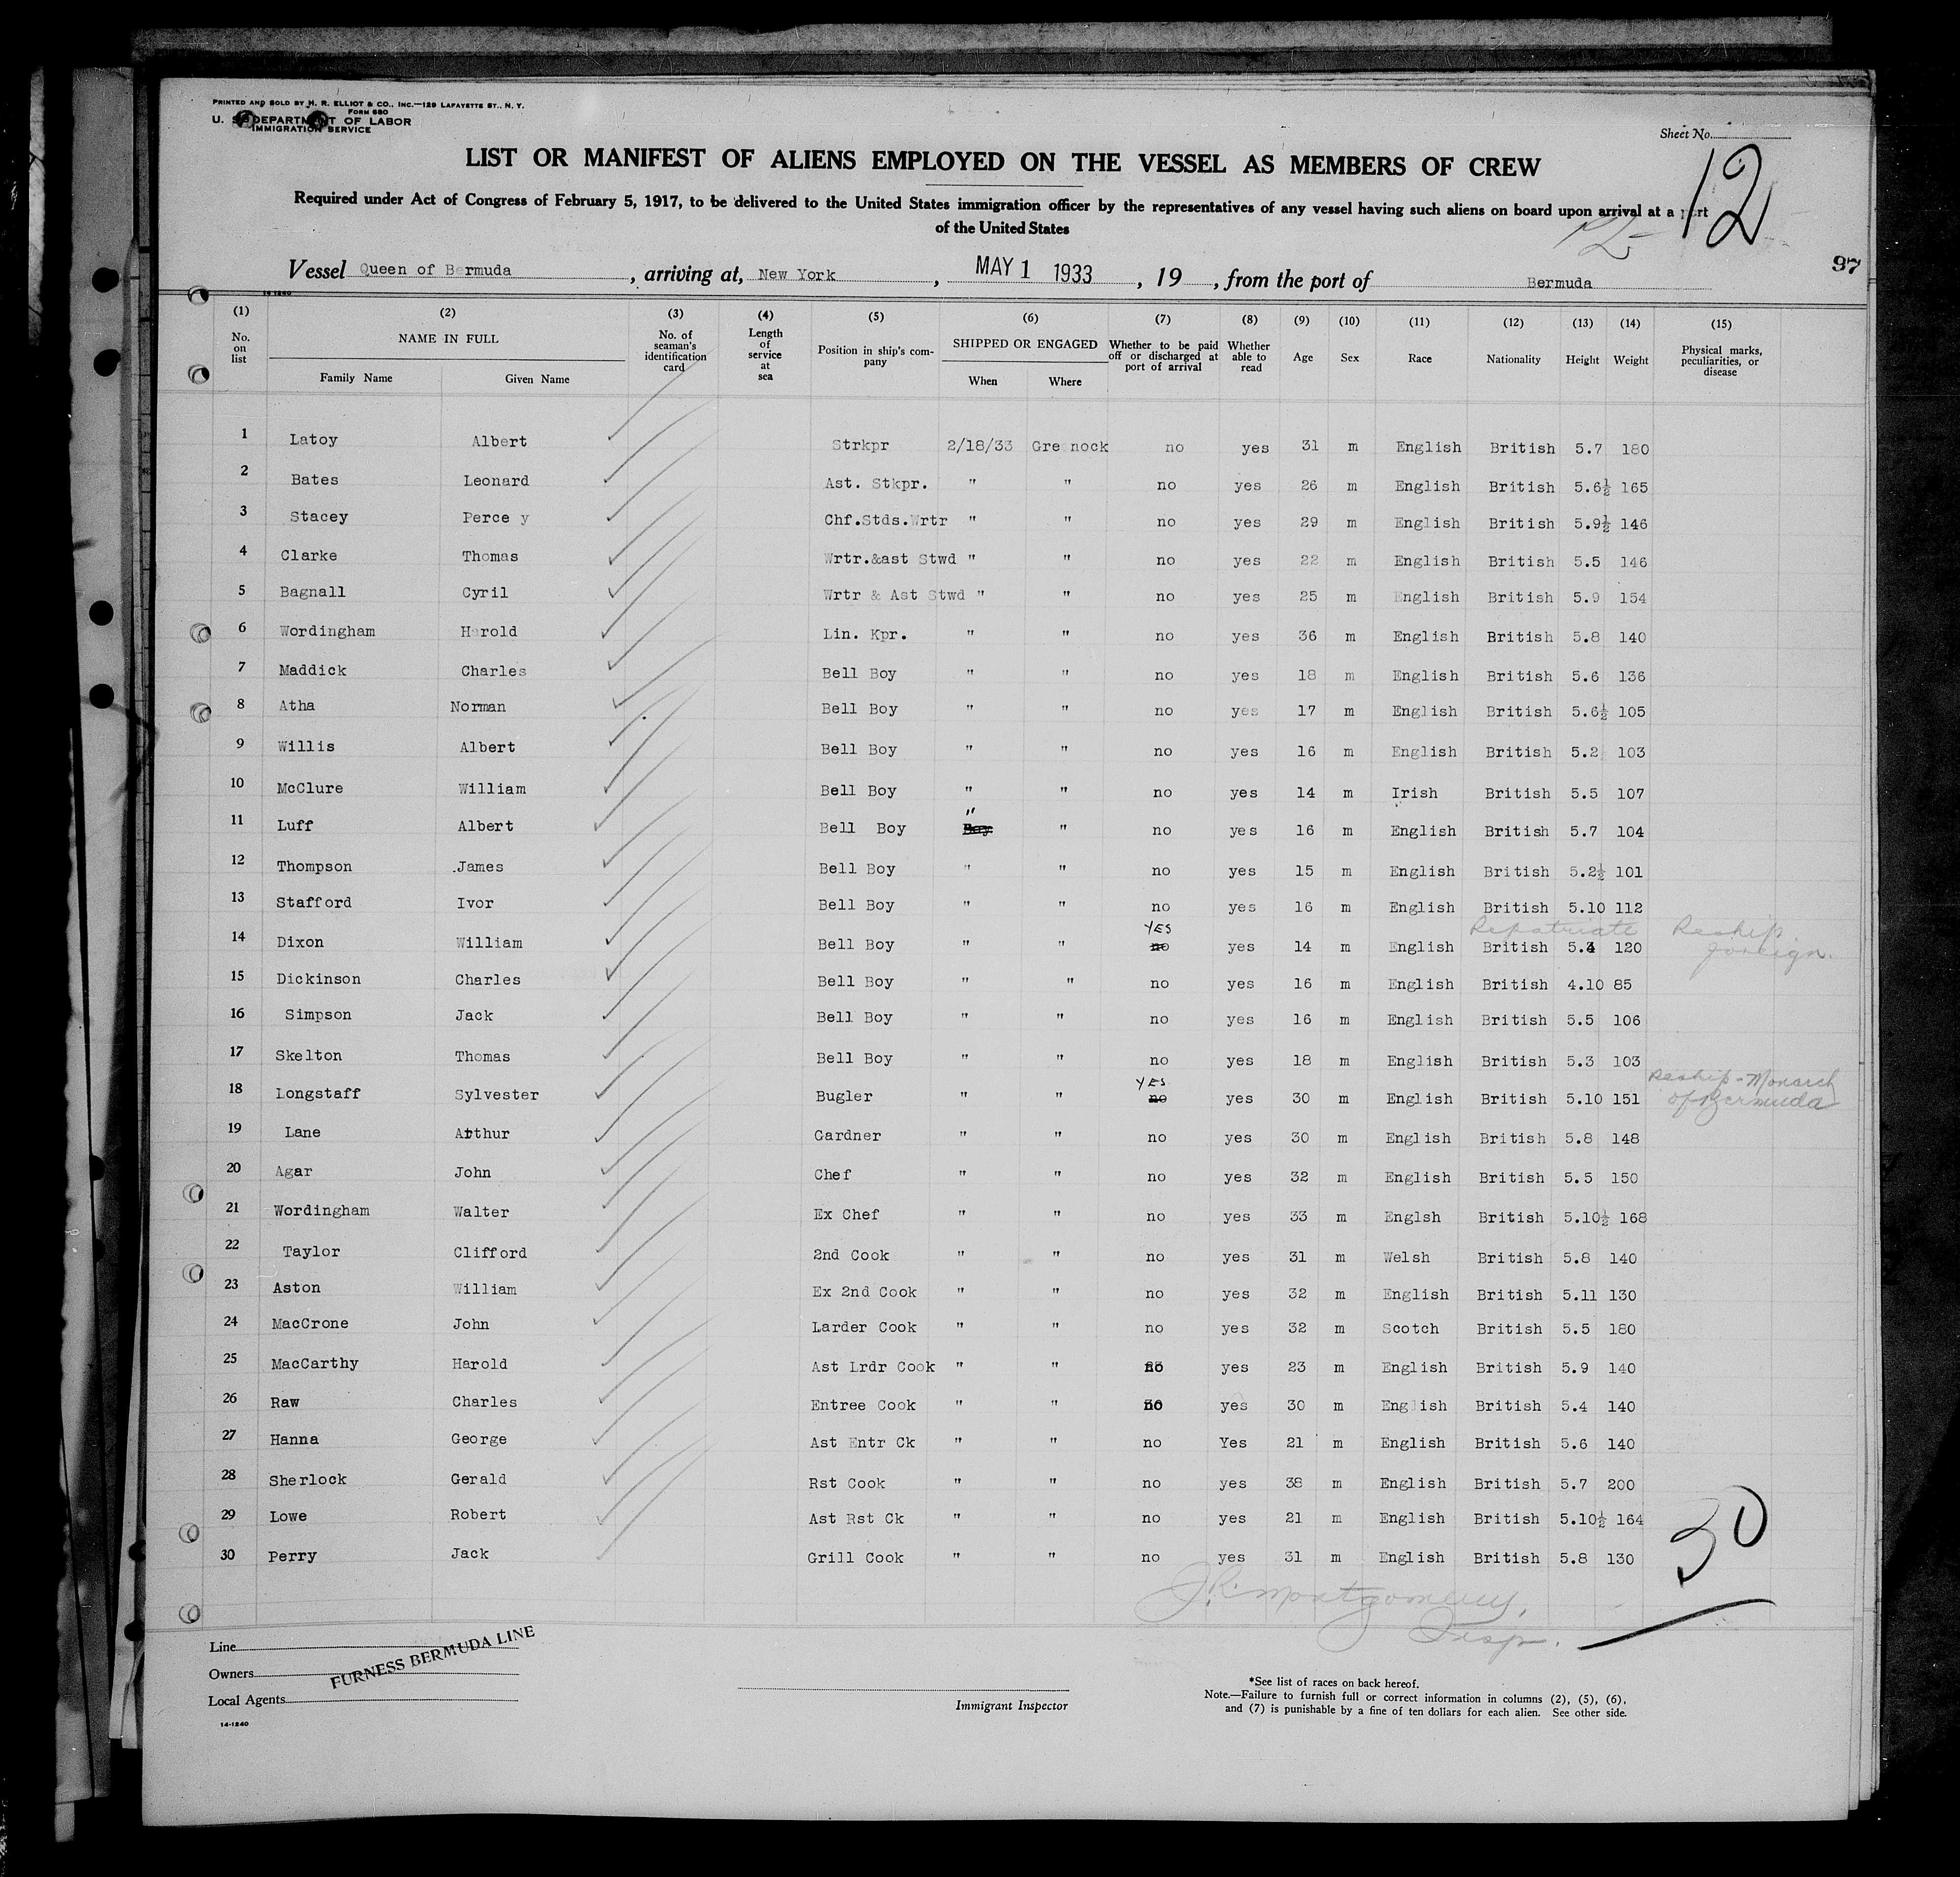 PRINTED AND SOLD BY H. R. ELLIOT & CO., INC.—129 LAFAYETTE ST., N. Y.
FORM 680
U. S. DEPARTMENT OF LABOR
IMMIGRATION SERVICE
Sheet No.
12
LIST OR MANIFEST OF ALIENS EMPLOYED ON THE VESSEL AS MEMBERS OF CREW
Required under Act of Congress of February 5, 1917, to be delivered to the United States immigration officer by the representatives of any vessel having such aliens on board upon arrival at a port
of the United States
97
Vessel Queen of Bermuda, arriving at, New York, MAY 1 1933, 19, from the port of Bermuda
14-1240
(1) (2) (3) (4) (5) (6) (7) (8) (9) (10) (11) (12) (13) (14) (15)
No. on list NAME IN FULL Family Name Given Name No. of seaman's identification card Length of service at sea Position in ship's company SHIPPED OR ENGAGED When Where Whether to be paid off or discharged at port of arrival Whether able to read Age Sex Race Nationality Height Weight Physical marks, peculiarities, or disease
1 Latoy Albert Strkpr 2/18/33 Greenock no yes 31 m English British 5.7 180
2 Bates Leonard Ast. Stkpr. " " no yes 26 m English British 5.6½ 165
3 Stacey Perce y Chf.Stds.Wrtr " " no yes 29 m English British 5.9½ 146
4 Clarke Thomas Wrtr.&ast Stwd " " no yes 22 m English British 5.5 146
5 Bagnall Cyril Wrtr & Ast Stwd " " no yes 25 m English British 5.9 154
6 Wordingham Harold Lin. Kpr. " " no yes 36 m English British 5.8 140
7 Maddick Charles Bell Boy " " no yes 18 m English British 5.6 136
8 Atha Norman Bell Boy " " no yes 17 m English British 5.6½ 105
9 Willis Albert Bell Boy " " no yes 16 m English British 5.2 103
10 McClure William Bell Boy " " no yes 14 m Irish British 5.5 107
11 Luff Albert Bell Boy " " no yes 16 m English British 5.7 104
12 Thompson James Bell Boy " " no yes 15 m English British 5.2½ 101
13 Stafford Ivor Bell Boy " " no yes 16 m English British 5.10 112
YES Repatriate Reship foreign.
14 Dixon William Bell Boy " " no yes 14 m English British 5.4 120
15 Dickinson Charles Bell Boy " " no yes 16 m English British 4.10 85
16 Simpson Jack Bell Boy " " no yes 16 m English British 5.5 106
17 Skelton Thomas Bell Boy " " no yes 18 m English British 5.3 103
YES Reship - Monarch of Bermuda
18 Longstaff Sylvester Bugler " " no yes 30 m English British 5.10 151
19 Lane Arthur Gardner " " no yes 30 m English British 5.8 148
20 Agar John Chef " " no yes 32 m English British 5.5 150
21 Wordingham Walter Ex Chef " " no yes 33 m Englsh British 5.10½ 168
22 Taylor Clifford 2nd Cook " " no yes 31 m Welsh British 5.8 140
23 Aston William Ex 2nd Cook " " no yes 32 m English British 5.11 130
24 MacCrone John Larder Cook " " no yes 32 m Scotch British 5.5 180
25 MacCarthy Harold Ast Lrdr Cook " " no yes 23 m English British 5.9 140
26 Raw Charles Entree Cook " " no yes 30 m English British 5.4 140
27 Hanna George Ast Entr Ck " " no Yes 21 m English British 5.6 140
28 Sherlock Gerald Rst Cook " " no yes 38 m English British 5.7 200
29 Lowe Robert Ast Rst Ck " " no yes 21 m English British 5.10½ 164
30 Perry Jack Grill Cook " " no yes 31 m English British 5.8 130
30
J.R. Montgomery,
Insp.
Line
Owners
Local Agents
FURNESS BERMUDA LINE
14-1240
Immigrant Inspector
*See list of races on back hereof.
Note.—Failure to furnish full or correct information in columns (2), (5), (6),
and (7) is punishable by a fine of ten dollars for each alien. See other side.